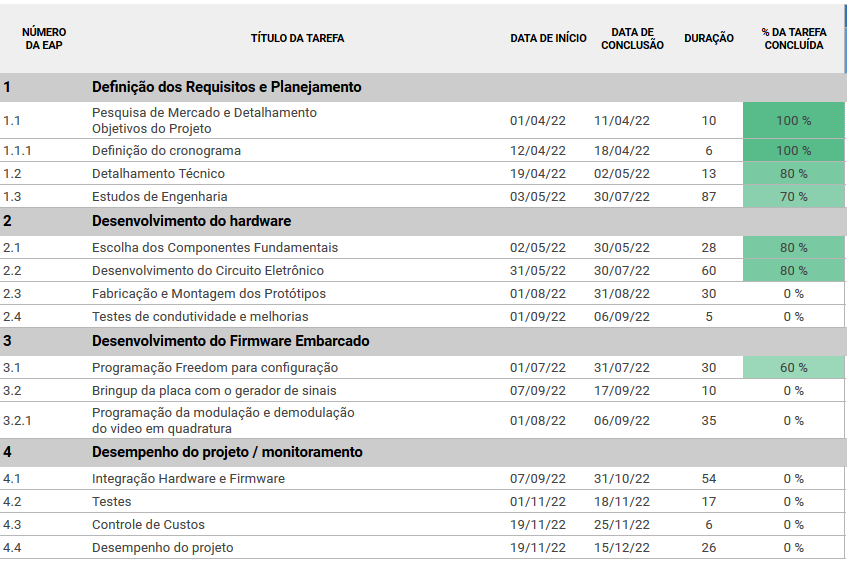 NÚMERO DA EAP TÍTULO DA TAREFA DATA DE INÍCIO DATA DE CONCLUSÃO DURAÇÃO % DA TAREFA CONCLUÍDA
1 Definição dos Requisitos e Planejamento
1.1 Pesquisa de Mercado e Detalhamento Objetivos do Projeto 01/04/22 11/04/22 10 100 %
1.1.1 Definição do cronograma 12/04/22 18/04/22 6 100 %
1.2 Detalhamento Técnico 19/04/22 02/05/22 13 80 %
1.3 Estudos de Engenharia 03/05/22 30/07/22 87 70 %
2 Desenvolvimento do hardware
2.1 Escolha dos Componentes Fundamentais 02/05/22 30/05/22 28 80 %
2.2 Desenvolvimento do Circuito Eletrônico 31/05/22 30/07/22 60 80 %
2.3 Fabricação e Montagem dos Protótipos 01/08/22 31/08/22 30 0 %
2.4 Testes de condutividade e melhorias 01/09/22 06/09/22 5 0 %
3 Desenvolvimento do Firmware Embarcado
3.1 Programação Freedom para configuração 01/07/22 31/07/22 30 60 %
3.2 Bringup da placa com o gerador de sinais 07/09/22 17/09/22 10 0 %
3.2.1 Programação da modulação e demodulação do video em quadratura 01/08/22 06/09/22 35 0 %
4 Desempenho do projeto / monitoramento
4.1 Integração Hardware e Firmware 07/09/22 31/10/22 54 0 %
4.2 Testes 01/11/22 18/11/22 17 0 %
4.3 Controle de Custos 19/11/22 25/11/22 6 0 %
4.4 Desempenho do projeto 19/11/22 15/12/22 26 0 %